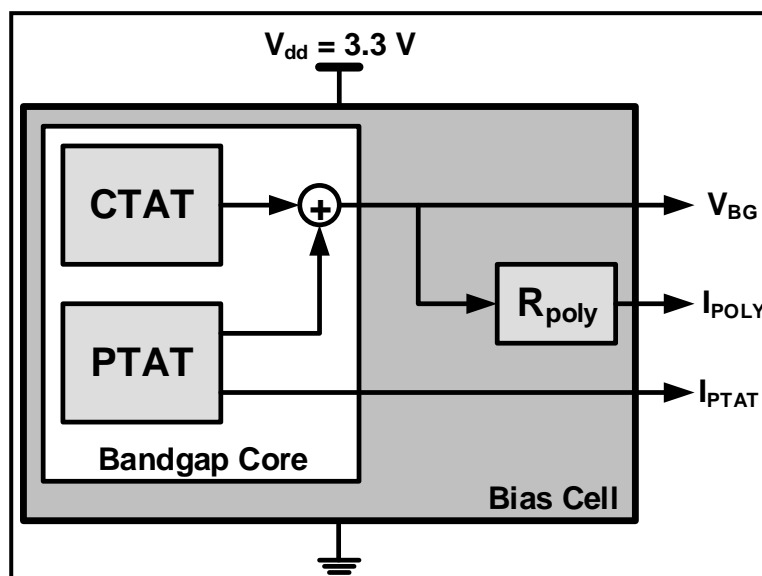 Vdd = 3.3 V
CTAT
+
VBG
Rpoly
IPOLY
PTAT
IPTAT
Bandgap Core
Bias Cell